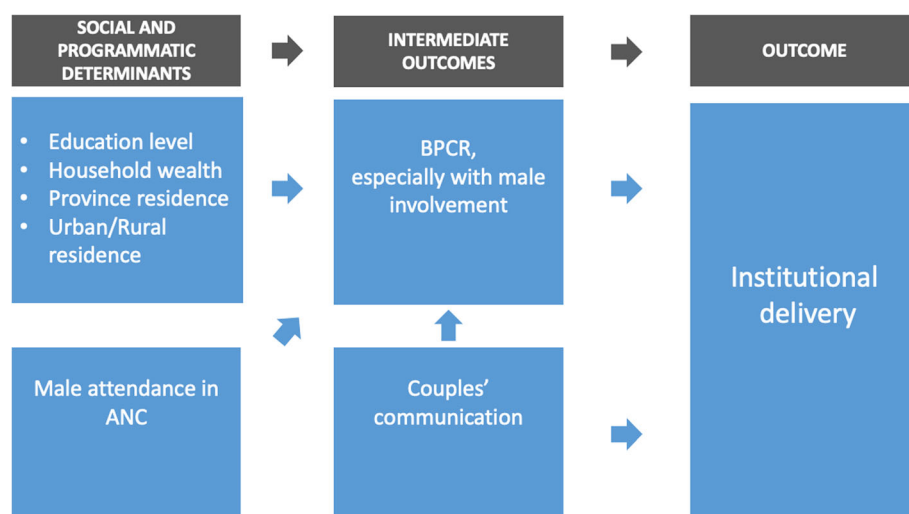 SOCIAL AND
PROGRAMMATIC
DETERMINANTS
INTERMEDIATE
OUTCOMES
OUTCOME
• Education level
• Household wealth
• Province residence
• Urban/Rural
residence
BPCR,
especially with male
involvement
Institutional
delivery
Male attendance in
ANC
Couples’
communication